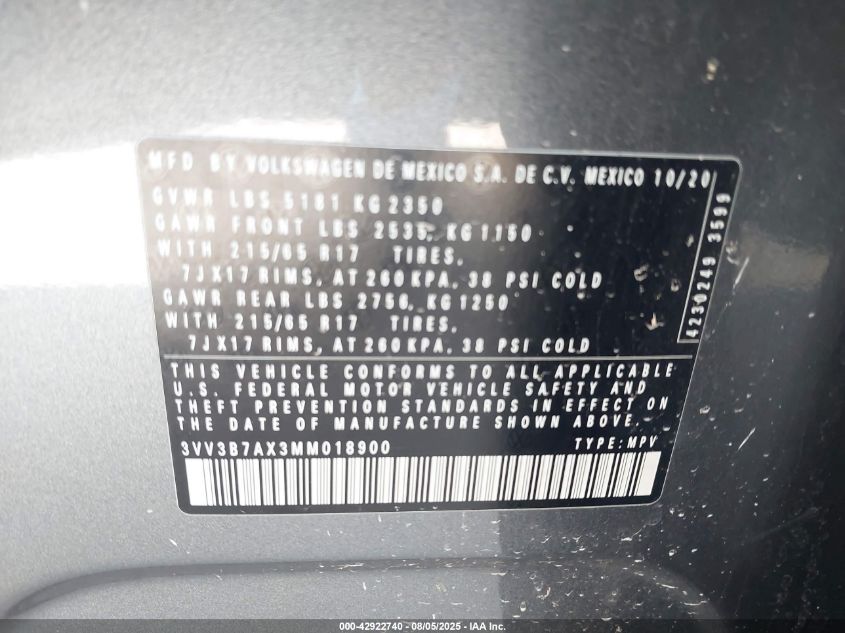 MFD BY VOLKSWAGEN DE MEXICO S.A. DE C.V. MEXICO 10/20
GVWR LBS 5181 KG 2350
GAWR FRONT LBS 2535, KG 1150
WITH 215/65 R17 TIRES,
7JX17 RIMS, AT 260 KPA, 38 PSI COLD
GAWR REAR LBS 2756, KG 1250
WITH 215/65 R17 TIRES,
7JX17 RIMS, AT 260 KPA, 38 PSI COLD
4230249 3599
THIS VEHICLE CONFORMS TO ALL APPLICABLE
U.S. FEDERAL MOTOR VEHICLE SAFETY AND
THEFT PREVENTION STANDARDS IN EFFECT ON
THE DATE OF MANUFACTURE SHOWN ABOVE.
3VV3B7AX3MM018900 TYPE: MPV
000-42922740 - 08/05/2025 - IAA Inc.